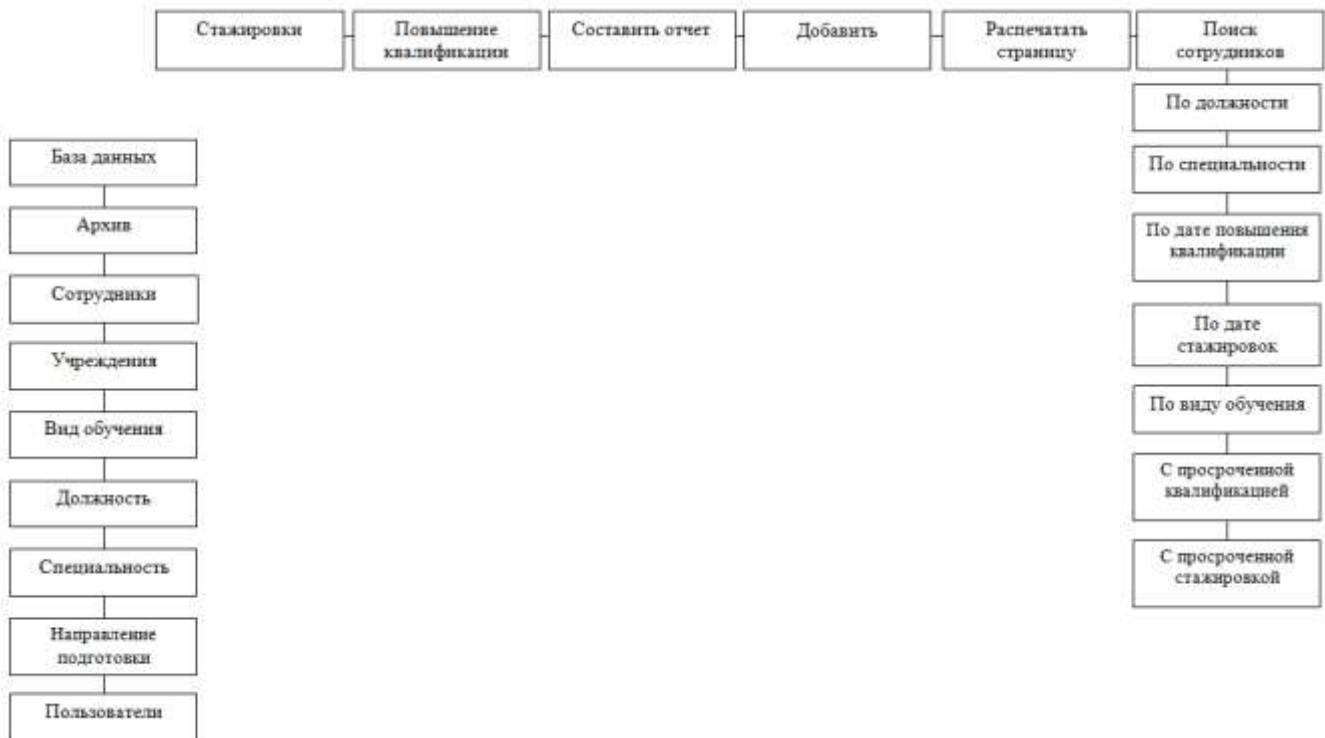 Стажировки
Повышение
квалификации
Составить отчет
Добавить
Распечатать
страницу
Поиск
сотрудников
База данных
Архив
Сотрудники
Учреждения
Вид обучения
Должность
Специальность
Направление
подготовки
Пользователи
По должности
По специальности
По дате повышения
квалификации
По дате
стажировок
По виду обучения
С просроченной
квалификацией
С просроченной
стажировкой